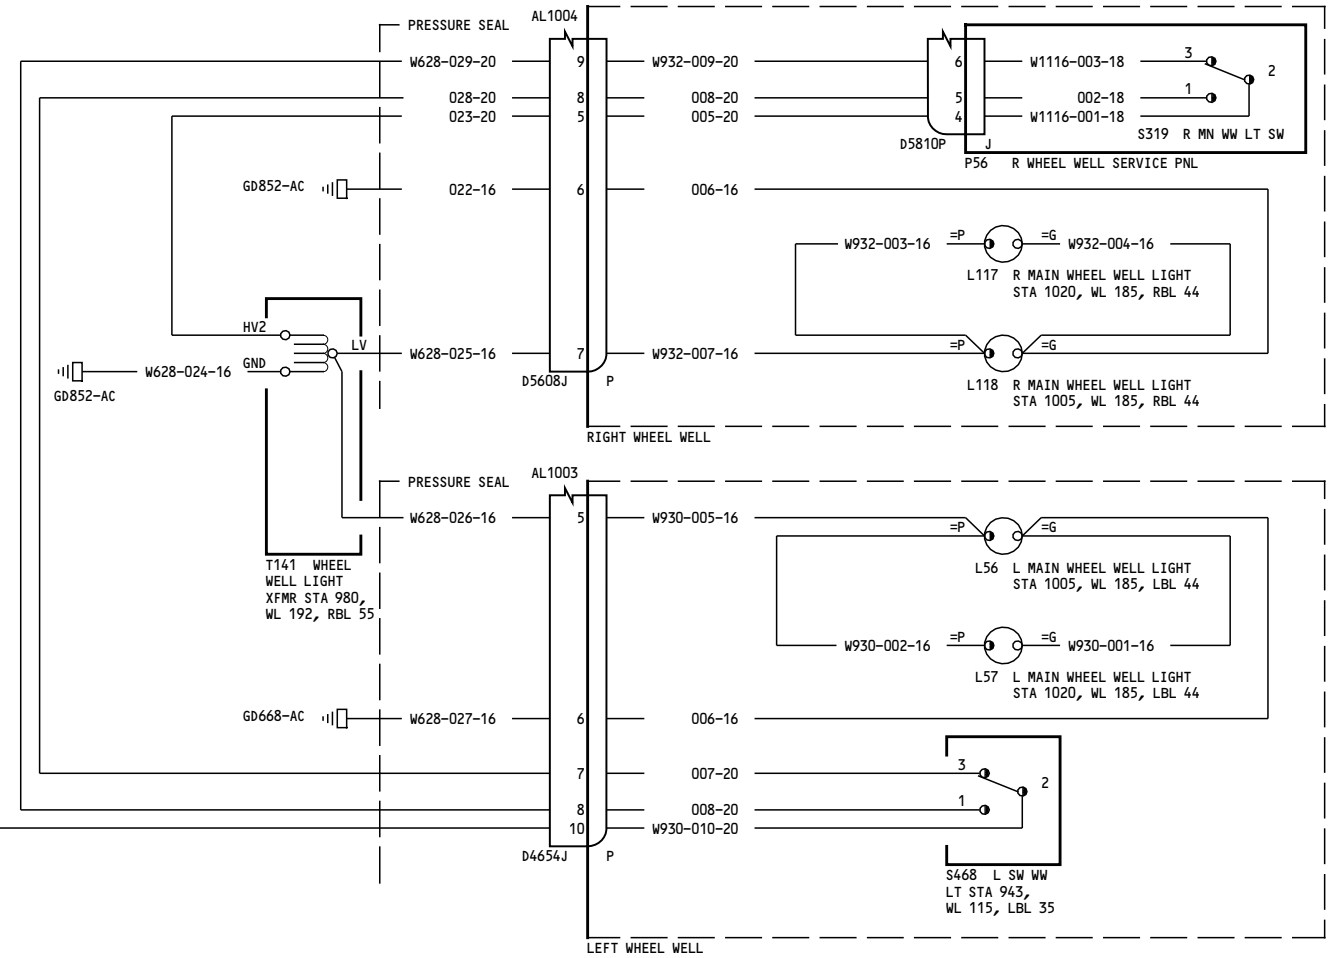 PRESSURE SEAL
AL1004
W628-029-20
9
W932-009-20
6
W1116-003-18
3
2
028-20
8
008-20
5
002-18
1
023-20
5
005-20
4
W1116-001-18
S319 R MN WW LT SW
D5810P
J
P56 R WHEEL WELL SERVICE PNL
GD852-AC
022-16
6
006-16
W932-003-16
=P
=G
W932-004-16
L117 R MAIN WHEEL WELL LIGHT
STA 1020, WL 185, RBL 44
HV2
LV
W628-025-16
7
W932-007-16
=P
=G
GND
W628-024-16
GD852-AC
D5608J
P
L118 R MAIN WHEEL WELL LIGHT
STA 1005, WL 185, RBL 44
RIGHT WHEEL WELL
PRESSURE SEAL
AL1003
W628-026-16
5
W930-005-16
=P
=G
T141 WHEEL
WELL LIGHT
XFMR STA 980,
WL 192, RBL 55
L56 L MAIN WHEEL WELL LIGHT
STA 1005, WL 185, LBL 44
W930-002-16
=P
=G
W930-001-16
L57 L MAIN WHEEL WELL LIGHT
STA 1020, WL 185, LBL 44
GD668-AC
W628-027-16
6
006-16
7
007-20
3
2
8
008-20
1
10
W930-010-20
D4654J
P
S468 L SW WW
LT STA 943,
WL 115, LBL 35
LEFT WHEEL WELL